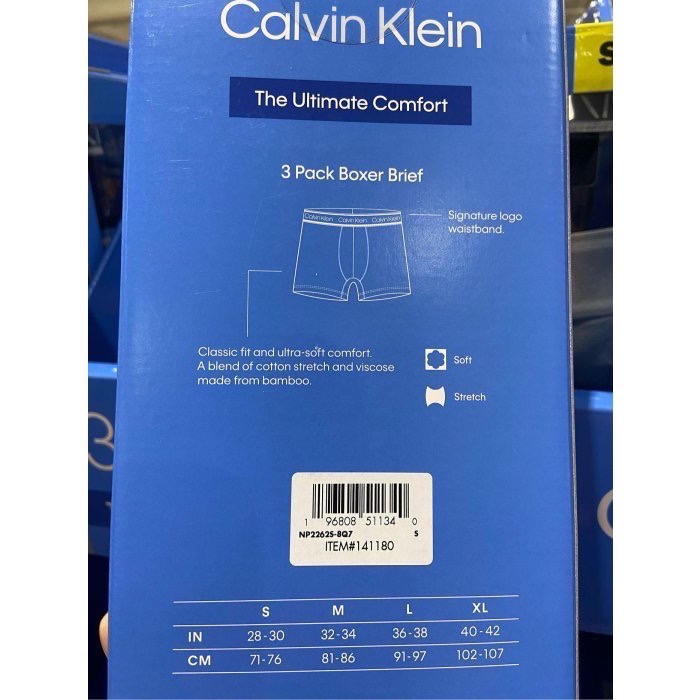 Calvin Klein
The Ultimate Comfort
3 Pack Boxer Brief
Calvin Klein Calvin Klein Calvin Klein
Signature logo
waistband.
Classic fit and ultra-soft comfort.
A blend of cotton stretch and viscose
made from bamboo.
Soft
Stretch
1 96808 51134 0
NP2262S-8Q7 S
ITEM#141180
S M L XL
IN 28-30 32-34 36-38 40-42
CM 71-76 81-86 91-97 102-107
3
S